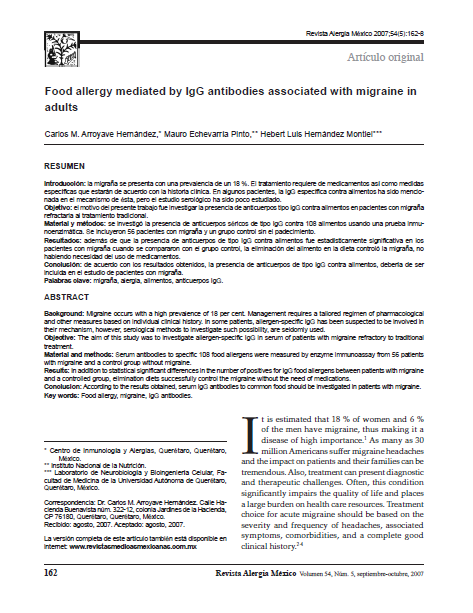 Revista Alergia México 2007;54(5):162-8
Artículo original
Food allergy mediated by IgG antibodies associated with migraine in
adults
Carlos M. Arroyave Hernández,* Mauro Echevarría Pinto,** Hebert Luis Hernández Montiel***
RESUMEN
Introducción: la migraña se presenta con una prevalencia de un 18 %. El tratamiento requiere de medicamentos así como medidas
específicas que estarán de acuerdo con la historia clínica. En algunos pacientes, la IgG específica contra alimentos ha sido mencio-
nada en el mecanismo de ésta, pero el estudio serológico ha sido poco estudiado.
Objetivo: el motivo del presente trabajo fue investigar la presencia de anticuerpos tipo IgG contra alimentos en pacientes con migraña
refractaria al tratamiento tradicional.
Material y métodos: se investigó la presencia de anticuerpos séricos de tipo IgG contra 108 alimentos usando una prueba inmu-
noenzimática. Se incluyeron 56 pacientes con migraña y un grupo control sin el padecimiento.
Resultados: además de que la presencia de anticuerpos de tipo IgG contra alimentos fue estadísticamente significativa en los
pacientes con migraña cuando se compararon con el grupo control, la eliminación del alimento en la dieta controló la migraña, no
habiendo necesidad del uso de medicamentos.
Conclusión: de acuerdo con los resultados obtenidos, la presencia de anticuerpos de tipo IgG contra alimentos, debería de ser
incluida en el estudio de pacientes con migraña.
Palabras clave: migraña, alergia, alimentos, anticuerpos IgG.
ABSTRACT
Background: Migraine occurs with a high prevalence of 18 per cent. Management requires a tailored regimen of pharmacological
and other measures based on individual clinical history. In some patients, allergen-specific IgG has been suspected to be involved in
their mechanism, however, serological methods to investigate such possibility, are seldomly used.
Objective: The aim of this study was to investigate allergen-specific IgG in serum of patients with migraine refractory to traditional
treatment.
Material and methods: Serum antibodies to specific 108 food allergens were measured by enzyme immunoassay from 56 patients
with migraine and a control group without migraine.
Results: In addition to statistical significant differences in the number of positives for IgG food allergens between patients with migraine
and a controlled group, elimination diets successfully control the migraine without the need of medications.
Conclusion: According to the results obtained, serum IgG antibodies to common food should be investigated in patients with migraine.
Key words: Food allergy, migraine, IgG, antibodies.
* Centro de Inmunología y Alergias, Querétaro, Querétaro,
México.
** Instituto Nacional de la Nutrición.
*** Laboratorio de Neurobiología y Bioingeniería Celular, Fa-
cultad de Medicina de la Universidad Autónoma de Querétaro,
Querétaro, México.
Correspondencia: Dr. Carlos M. Arroyave Hernández. Calle Ha-
cienda Buenavista núm. 322-12, colonia Jardines de la Hacienda,
CP 76180, Querétaro, Querétaro, México.
Recibido: agosto, 2007. Aceptado: agosto, 2007.
La versión completa de este artículo también está disponible en
internet: www.revistasmedicasmexicanas.com.mx
It is estimated that 18 % of women and 6 %
of the men have migraine, thus making it a
disease of high importance.1 As many as 30
million Americans suffer migraine headaches
and the impact on patients and their families can be
tremendous. Also, treatment can present diagnostic
and therapeutic challenges. Often, this condition
significantly impairs the quality of life and places
a large burden on health care resources. Treatment
choice for acute migraine should be based on the
severity and frequency of headaches, associated
symptoms, comorbidities, and a complete good
clinical history.2-4
162
Revista Alergia México Volumen 54, Núm. 5, septiembre-octubre, 2007